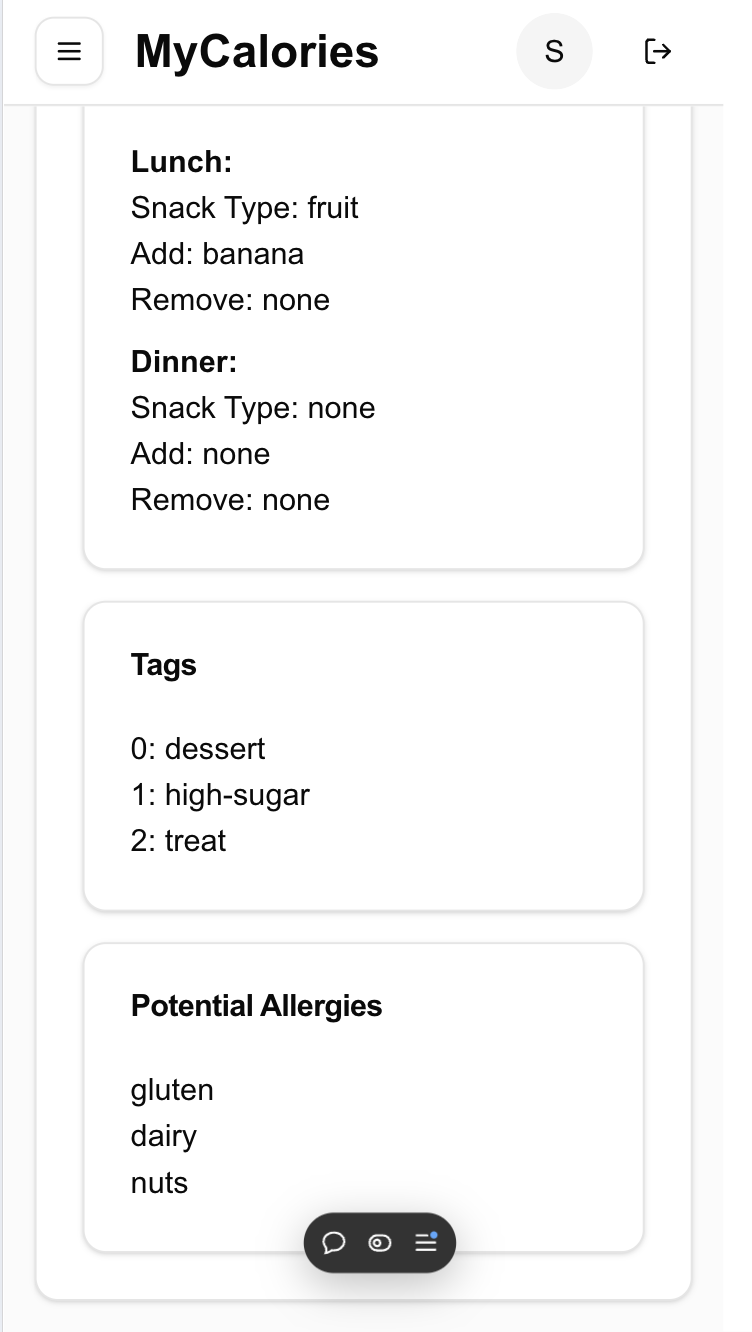 MyCalories
S
Lunch:
Snack Type: fruit
Add: banana
Remove: none
Dinner:
Snack Type: none
Add: none
Remove: none
Tags
0: dessert
1: high-sugar
2: treat
Potential Allergies
gluten
dairy
nuts